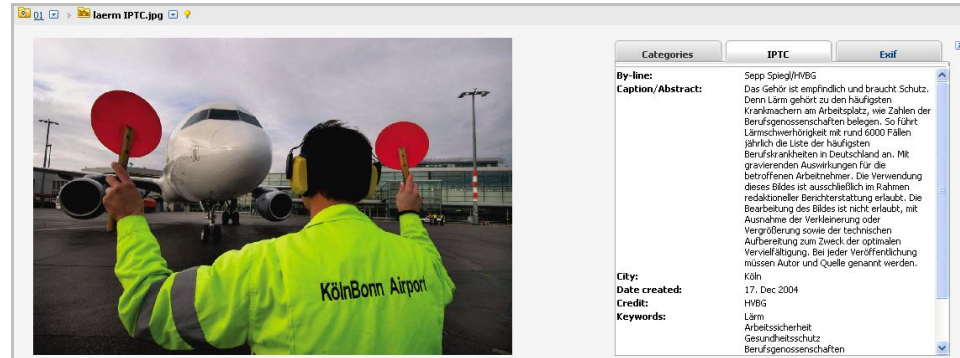 01 laerm IPTC.jpg
Categories IPTC Exif
By-line: Sepp Spiegl/HVBG
Caption/Abstract: Das Gehör ist empfindlich und braucht Schutz.
Denn Lärm gehört zu den häufigsten
Krankmachern am Arbeitsplatz, wie Zahlen der
Berufsgenossenschaften belegen. So führt
Lärmschwerhörigkeit mit rund 6000 Fällen
jährlich die Liste der häufigsten
Berufskrankheiten in Deutschland an. Mit
gravierenden Auswirkungen für die
betroffenen Arbeitnehmer. Die Verwendung
dieses Bildes ist ausschließlich im Rahmen
redaktioneller Berichterstattung erlaubt. Die
Bearbeitung des Bildes ist nicht erlaubt, mit
Ausnahme der Verkleinerung oder
Vergrößerung sowie der technischen
Aufbereitung zum Zweck der optimalen
Vervielfältigung. Bei jeder Veröffentlichung
müssen Autor und Quelle genannt werden.
City: Köln
Date created: 17. Dec 2004
Credit: HVBG
Keywords: Lärm
Arbeitssicherheit
Gesundheitsschutz
Berufsgenossenschaften
KölnBonn Airport